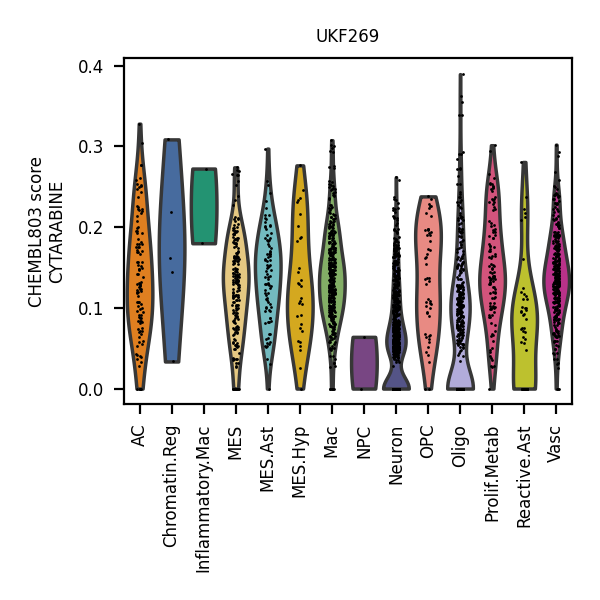 UKF269
CHEMBL803 score
CYTARABINE
0.4
0.3
0.2
0.1
0.0
AC
Chromatin.Reg
Inflammatory.Mac
MES
MES.Ast
MES.Hyp
Mac
NPC
Neuron
OPC
Oligo
Prolif.Metab
Reactive.Ast
Vasc